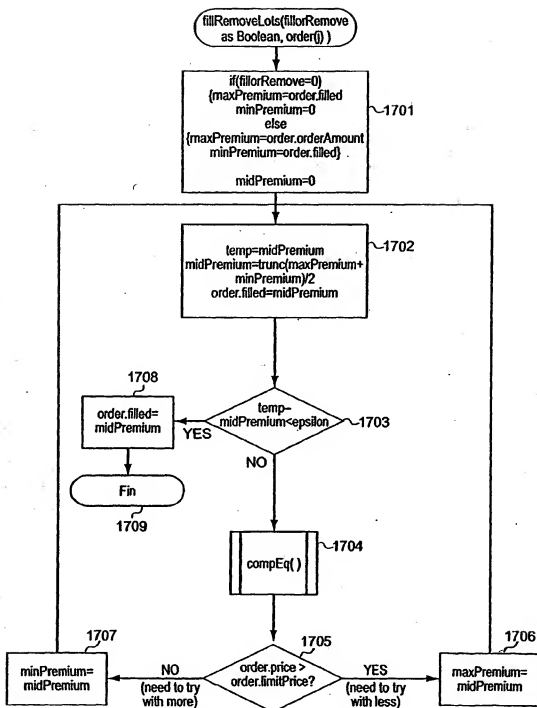 fillRemoveLots(fillorRemove
as Boolean, order(j) )
if(fillorRemove=0)
{maxPremium=order.filled
minPremium=0
else
{maxPremium=order.orderAmount
minPremium=order.filled}
midPremium=0
1701
temp=midPremium
midPremium=trunc(maxPremium+
minPremium)/2
order.filled=midPremium
1702
temp–
midPremium<epsilon
1703
YES
NO
1708
order.filled=
midPremium
Fin
1709
compEq( )
1704
1705
order.price >
order.limitPrice?
NO
(need to try
with more)
YES
(need to try
with less)
1707
minPremium=
midPremium
1706
maxPremium=
midPremium